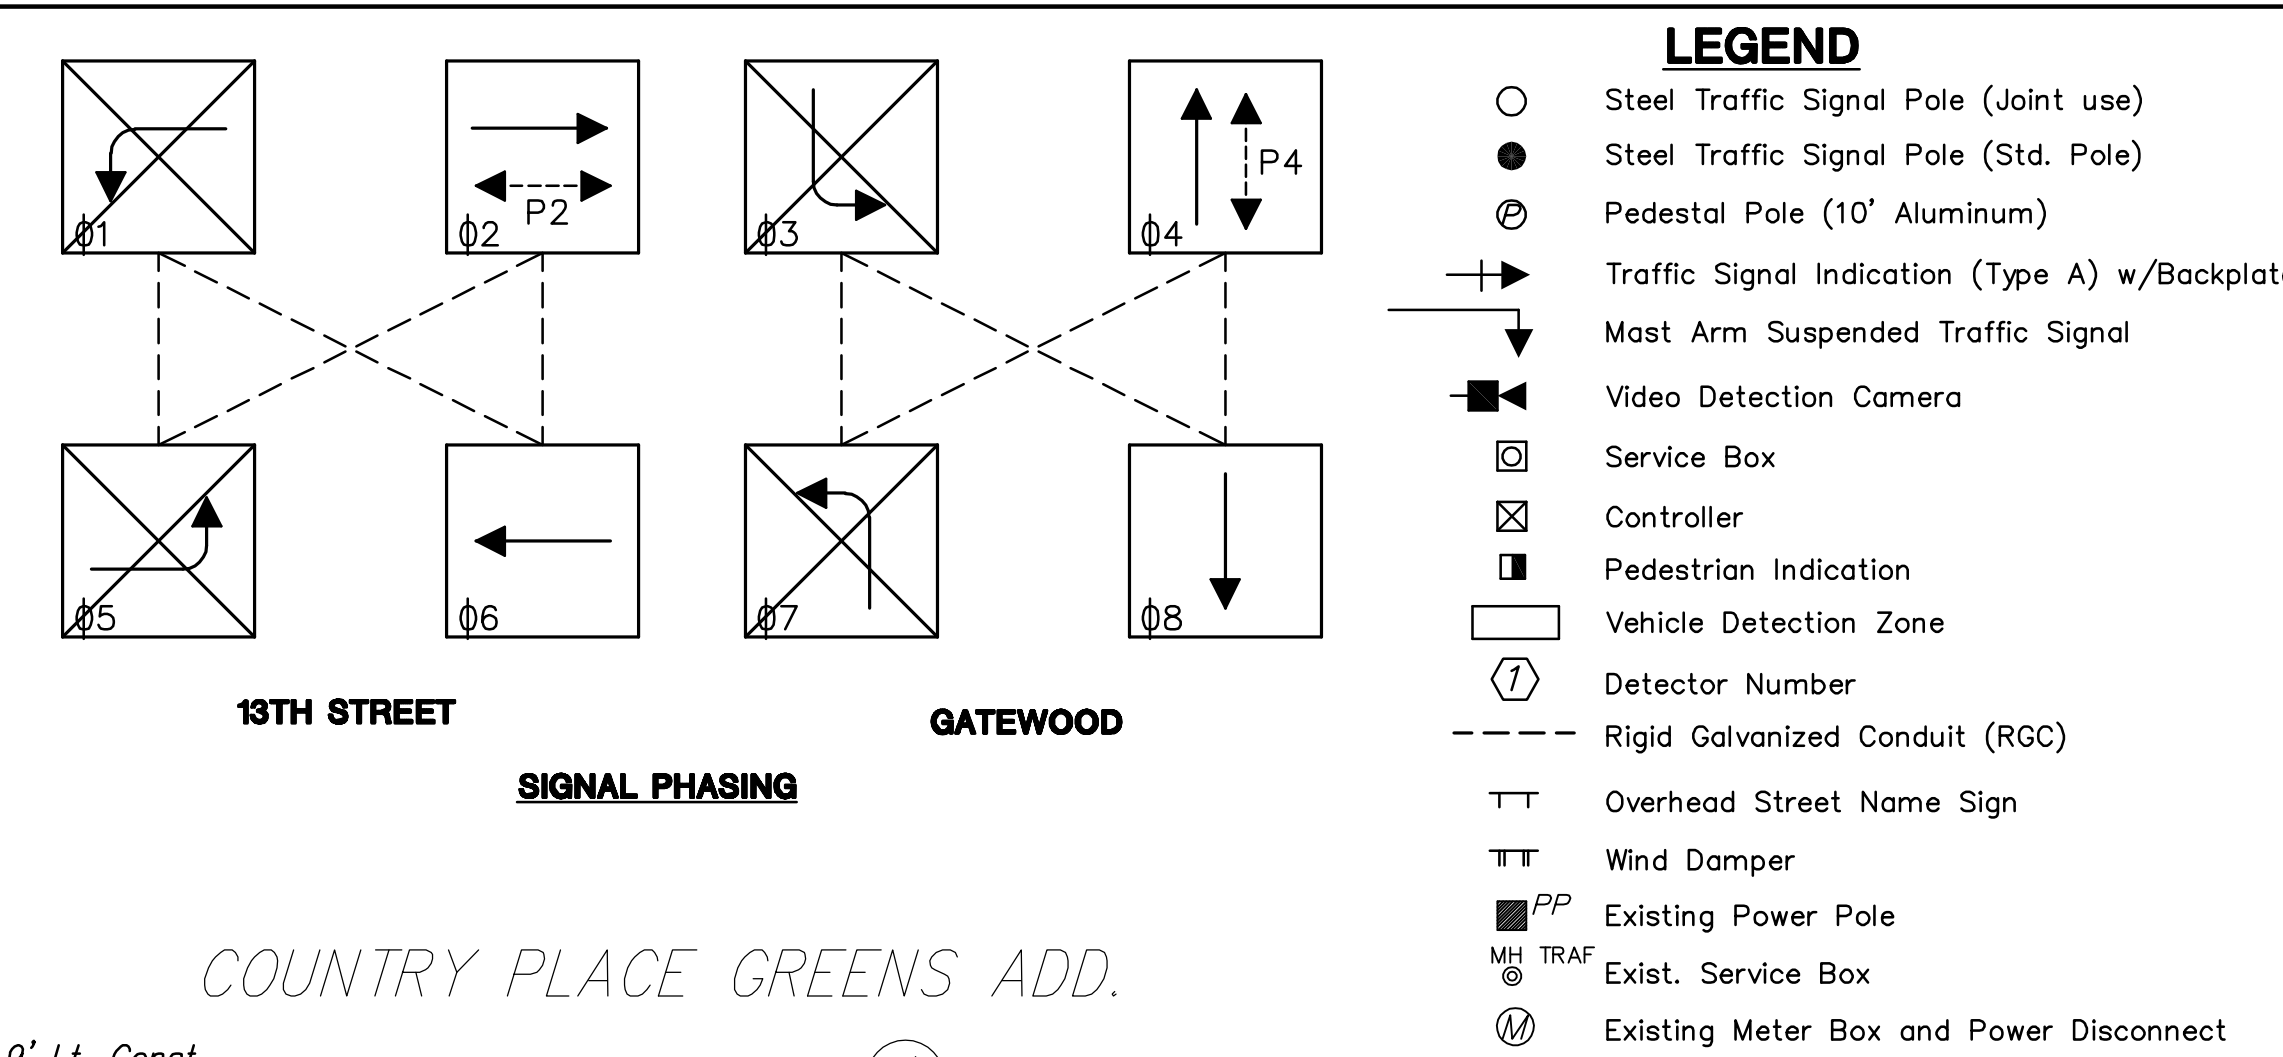 LEGEND
Steel Traffic Signal Pole (Joint use)
Steel Traffic Signal Pole (Std. Pole)
P Pedestal Pole (10' Aluminum)
Traffic Signal Indication (Type A) w/Backplate
Mast Arm Suspended Traffic Signal
Video Detection Camera
Service Box
Controller
Pedestrian Indication
Vehicle Detection Zone
1 Detector Number
Rigid Galvanized Conduit (RGC)
Overhead Street Name Sign
Wind Damper
PP Existing Power Pole
MH TRAF
Exist. Service Box
M Existing Meter Box and Power Disconnect
ϕ1
ϕ2
P2
ϕ3
ϕ4
P4
ϕ5
ϕ6
ϕ7
ϕ8
13TH STREET
GATEWOOD
SIGNAL PHASING
COUNTRY PLACE GREENS ADD.